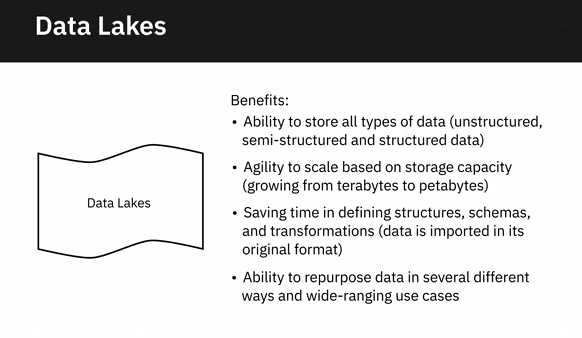 Data Lakes
Data Lakes
Benefits:
• Ability to store all types of data (unstructured,
semi-structured and structured data)
• Agility to scale based on storage capacity
(growing from terabytes to petabytes)
• Saving time in defining structures, schemas,
and transformations (data is imported in its
original format)
• Ability to repurpose data in several different
ways and wide-ranging use cases